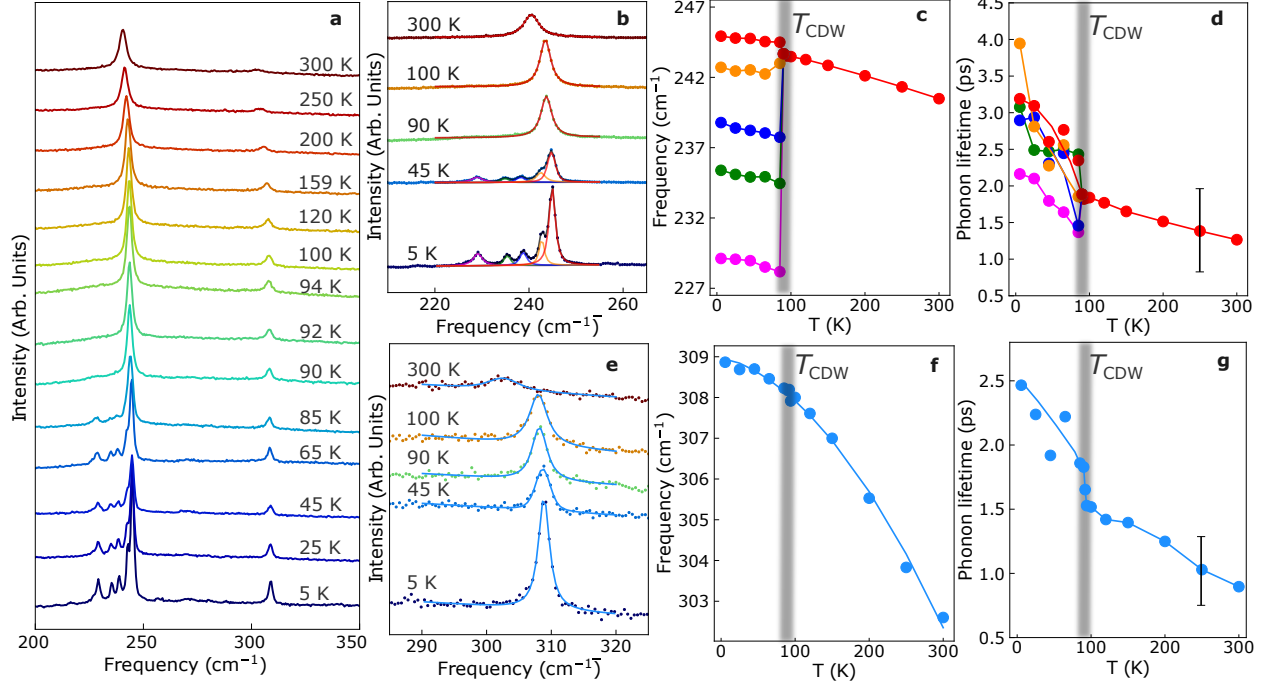 a
300 K
250 K
200 K
159 K
120 K
100 K
94 K
92 K
90 K
85 K
65 K
45 K
25 K
5 K
Intensity (Arb. Units)
200 250 300 350
Frequency (cm⁻¹)
b
300 K
100 K
90 K
45 K
5 K
Intensity (Arb. Units)
220 240 260
Frequency (cm⁻¹)
c
T_CDW
247
242
237
232
227
Frequency (cm⁻¹)
0 100 200 300
T (K)
d
T_CDW
4.5
4.0
3.5
3.0
2.5
2.0
1.5
1.0
0.5
Phonon lifetime (ps)
0 100 200 300
T (K)
e
300 K
100 K
90 K
45 K
5 K
Intensity (Arb. Units)
290 300 310 320
Frequency (cm⁻¹)
f
T_CDW
309
308
307
306
305
304
303
Frequency (cm⁻¹)
0 100 200 300
T (K)
g
T_CDW
2.5
2.0
1.5
1.0
0.5
Phonon lifetime (ps)
0 100 200 300
T (K)